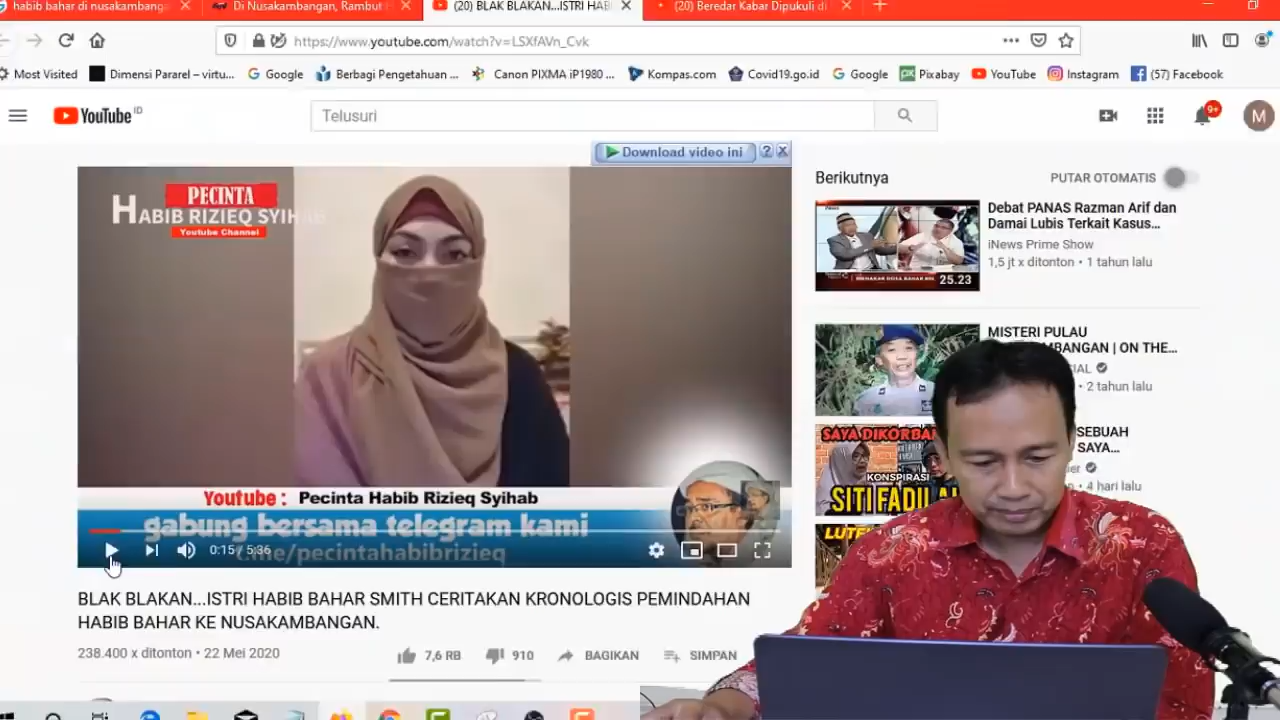 habib bahar di nusakambangan
Di Nusakambangan, Rambut
(20) BLAK BLAKAN...ISTRI HABI
(20) Beredar Kabar Dipukuli di
https://www.youtube.com/watch?v=LSXfAVn_Cvk
Most Visited
Dimensi Pararel – virtu...
Google
Berbagi Pengetahuan ...
Canon PIXMA iP1980 ...
Kompas.com
Covid19.go.id
Google
Pixabay
YouTube
Instagram
(57) Facebook
YouTube ID
Telusuri
9+
M
Download video ini
?
X
PECINTA
HABIB RIZIEQ SYIHAB
Youtube Channel
Youtube : Pecinta Habib Rizieq Syihab
gabung bersama telegram kami
t.me/pecintahabibrizieq
0:15 / 5:36
BLAK BLAKAN...ISTRI HABIB BAHAR SMITH CERITAKAN KRONOLOGIS PEMINDAHAN
HABIB BAHAR KE NUSAKAMBANGAN.
238.400 x ditonton • 22 Mei 2020
7,6 RB
910
BAGIKAN
SIMPAN
Berikutnya
PUTAR OTOMATIS
Debat PANAS Razman Arif dan
Damai Lubis Terkait Kasus...
iNews Prime Show
1,5 jt x ditonton • 1 tahun lalu
25.23
MISTERI PULAU
MBANGAN | ON THE...
CIAL
2 tahun lalu
SEBUAH
SAYA...
4 hari lalu
SAYA DIKORBAN
KONSPIRASI
SITI FADILA